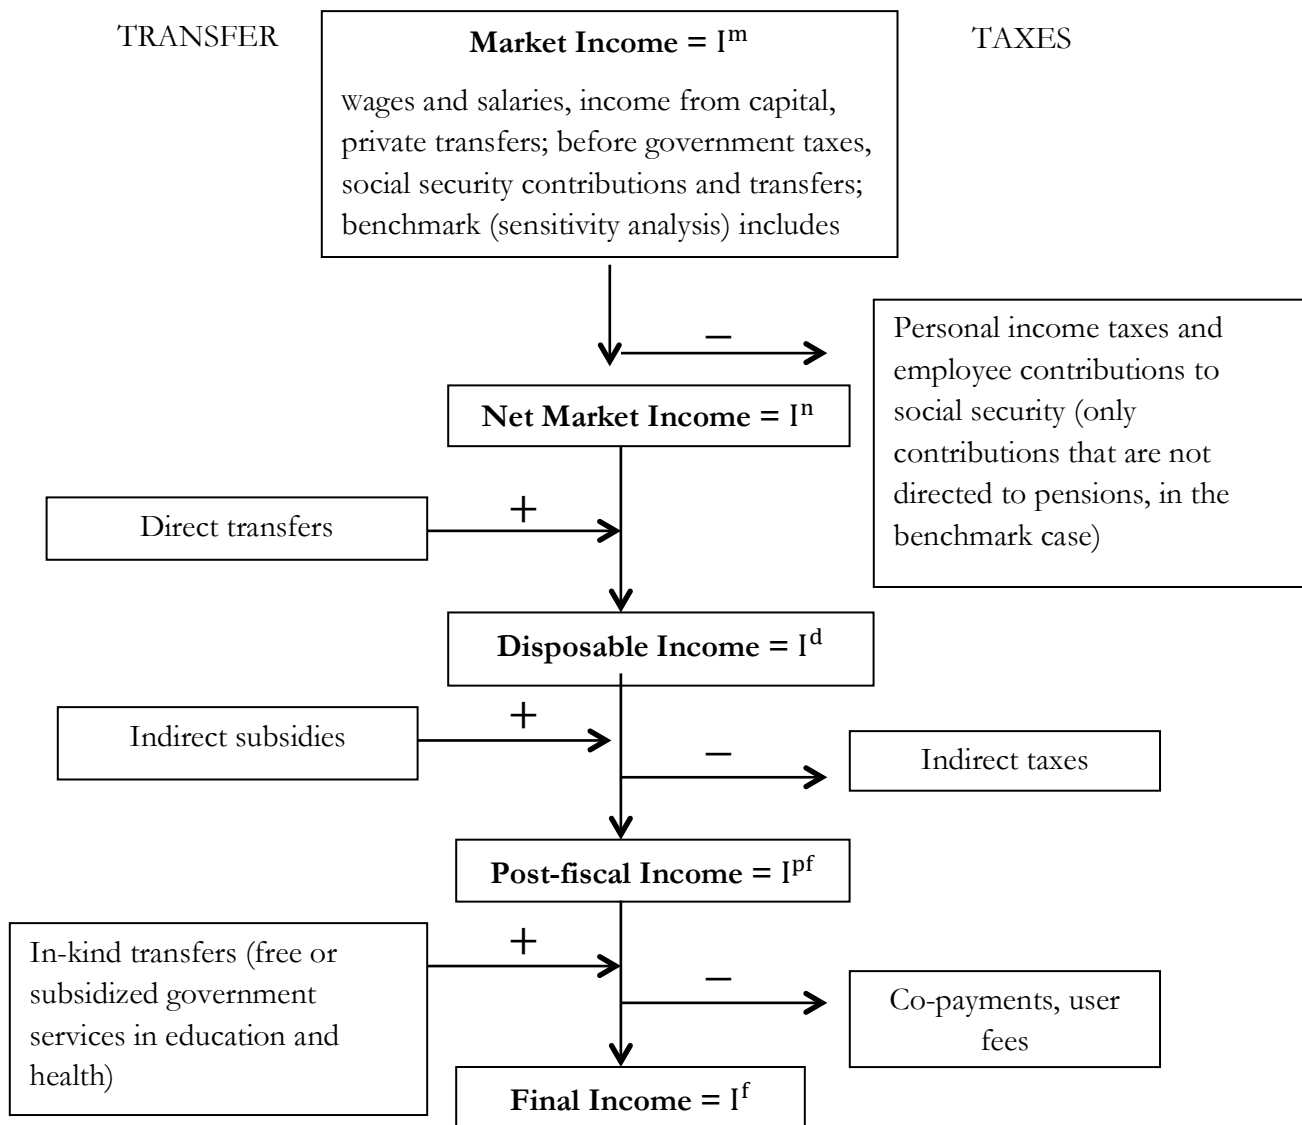 TRANSFER
Market Income = I^m
TAXES
wages and salaries, income from capital,
private transfers; before government taxes,
social security contributions and transfers;
benchmark (sensitivity analysis) includes
−
Personal income taxes and
employee contributions to
social security (only
contributions that are not
directed to pensions, in the
benchmark case)
Net Market Income = I^n
+
Direct transfers
Disposable Income = I^d
+
Indirect subsidies
−
Indirect taxes
Post-fiscal Income = I^pf
+
In-kind transfers (free or
subsidized government
services in education and
health)
−
Co-payments, user
fees
Final Income = I^f